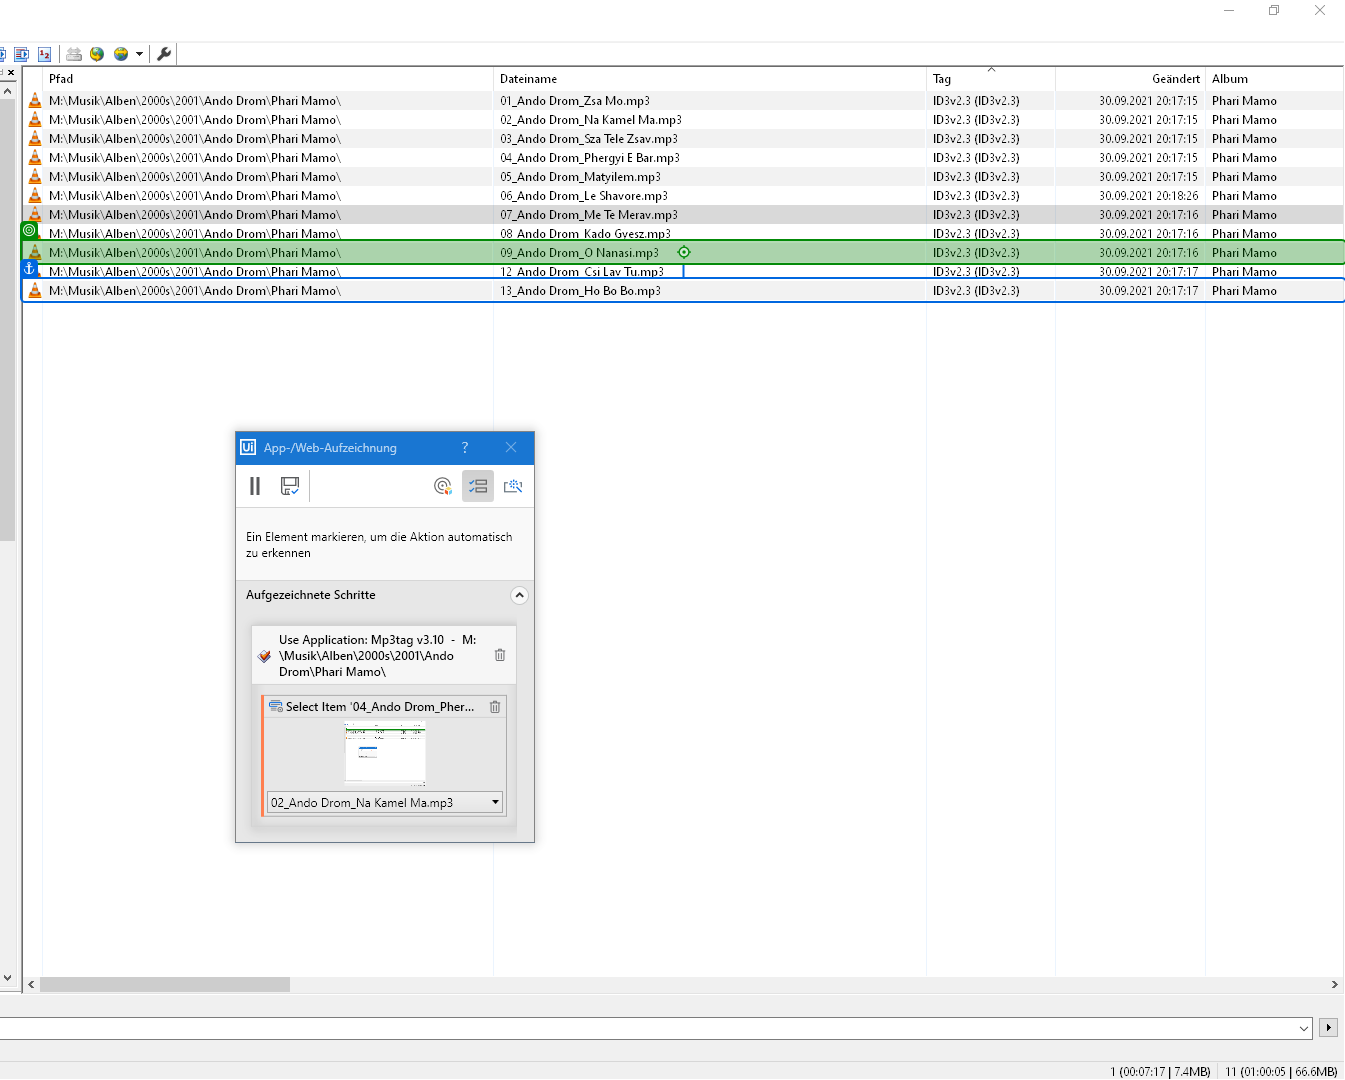 Pfad Dateiname Tag Geändert Album
M:\Musik\Alben\2000s\2001\Ando Drom\Phari Mamo\ 01_Ando Drom_Zsa Mo.mp3 ID3v2.3 (ID3v2.3) 30.09.2021 20:17:15 Phari Mamo
M:\Musik\Alben\2000s\2001\Ando Drom\Phari Mamo\ 02_Ando Drom_Na Kamel Ma.mp3 ID3v2.3 (ID3v2.3) 30.09.2021 20:17:15 Phari Mamo
M:\Musik\Alben\2000s\2001\Ando Drom\Phari Mamo\ 03_Ando Drom_Sza Tele Zsav.mp3 ID3v2.3 (ID3v2.3) 30.09.2021 20:17:15 Phari Mamo
M:\Musik\Alben\2000s\2001\Ando Drom\Phari Mamo\ 04_Ando Drom_Phergyi E Bar.mp3 ID3v2.3 (ID3v2.3) 30.09.2021 20:17:15 Phari Mamo
M:\Musik\Alben\2000s\2001\Ando Drom\Phari Mamo\ 05_Ando Drom_Matyilem.mp3 ID3v2.3 (ID3v2.3) 30.09.2021 20:17:15 Phari Mamo
M:\Musik\Alben\2000s\2001\Ando Drom\Phari Mamo\ 06_Ando Drom_Le Shavore.mp3 ID3v2.3 (ID3v2.3) 30.09.2021 20:18:26 Phari Mamo
M:\Musik\Alben\2000s\2001\Ando Drom\Phari Mamo\ 07_Ando Drom_Me Te Merav.mp3 ID3v2.3 (ID3v2.3) 30.09.2021 20:17:16 Phari Mamo
M:\Musik\Alben\2000s\2001\Ando Drom\Phari Mamo\ 08_Ando Drom_Kado Gyesz.mp3 ID3v2.3 (ID3v2.3) 30.09.2021 20:17:16 Phari Mamo
M:\Musik\Alben\2000s\2001\Ando Drom\Phari Mamo\ 09_Ando Drom_O Nanasi.mp3 ID3v2.3 (ID3v2.3) 30.09.2021 20:17:16 Phari Mamo
M:\Musik\Alben\2000s\2001\Ando Drom\Phari Mamo\ 12_Ando Drom_Csi Lav Tu.mp3 ID3v2.3 (ID3v2.3) 30.09.2021 20:17:17 Phari Mamo
M:\Musik\Alben\2000s\2001\Ando Drom\Phari Mamo\ 13_Ando Drom_Ho Bo Bo.mp3 ID3v2.3 (ID3v2.3) 30.09.2021 20:17:17 Phari Mamo
Ui App-/Web-Aufzeichnung ?
Ein Element markieren, um die Aktion automatisch
zu erkennen
Aufgezeichnete Schritte
Use Application: Mp3tag v3.10 - M:
\Musik\Alben\2000s\2001\Ando
Drom\Phari Mamo\
Select Item '04_Ando Drom_Pher...
02_Ando Drom_Na Kamel Ma.mp3
1 (00:07:17 | 7.4MB) 11 (01:00:05 | 66.6MB)